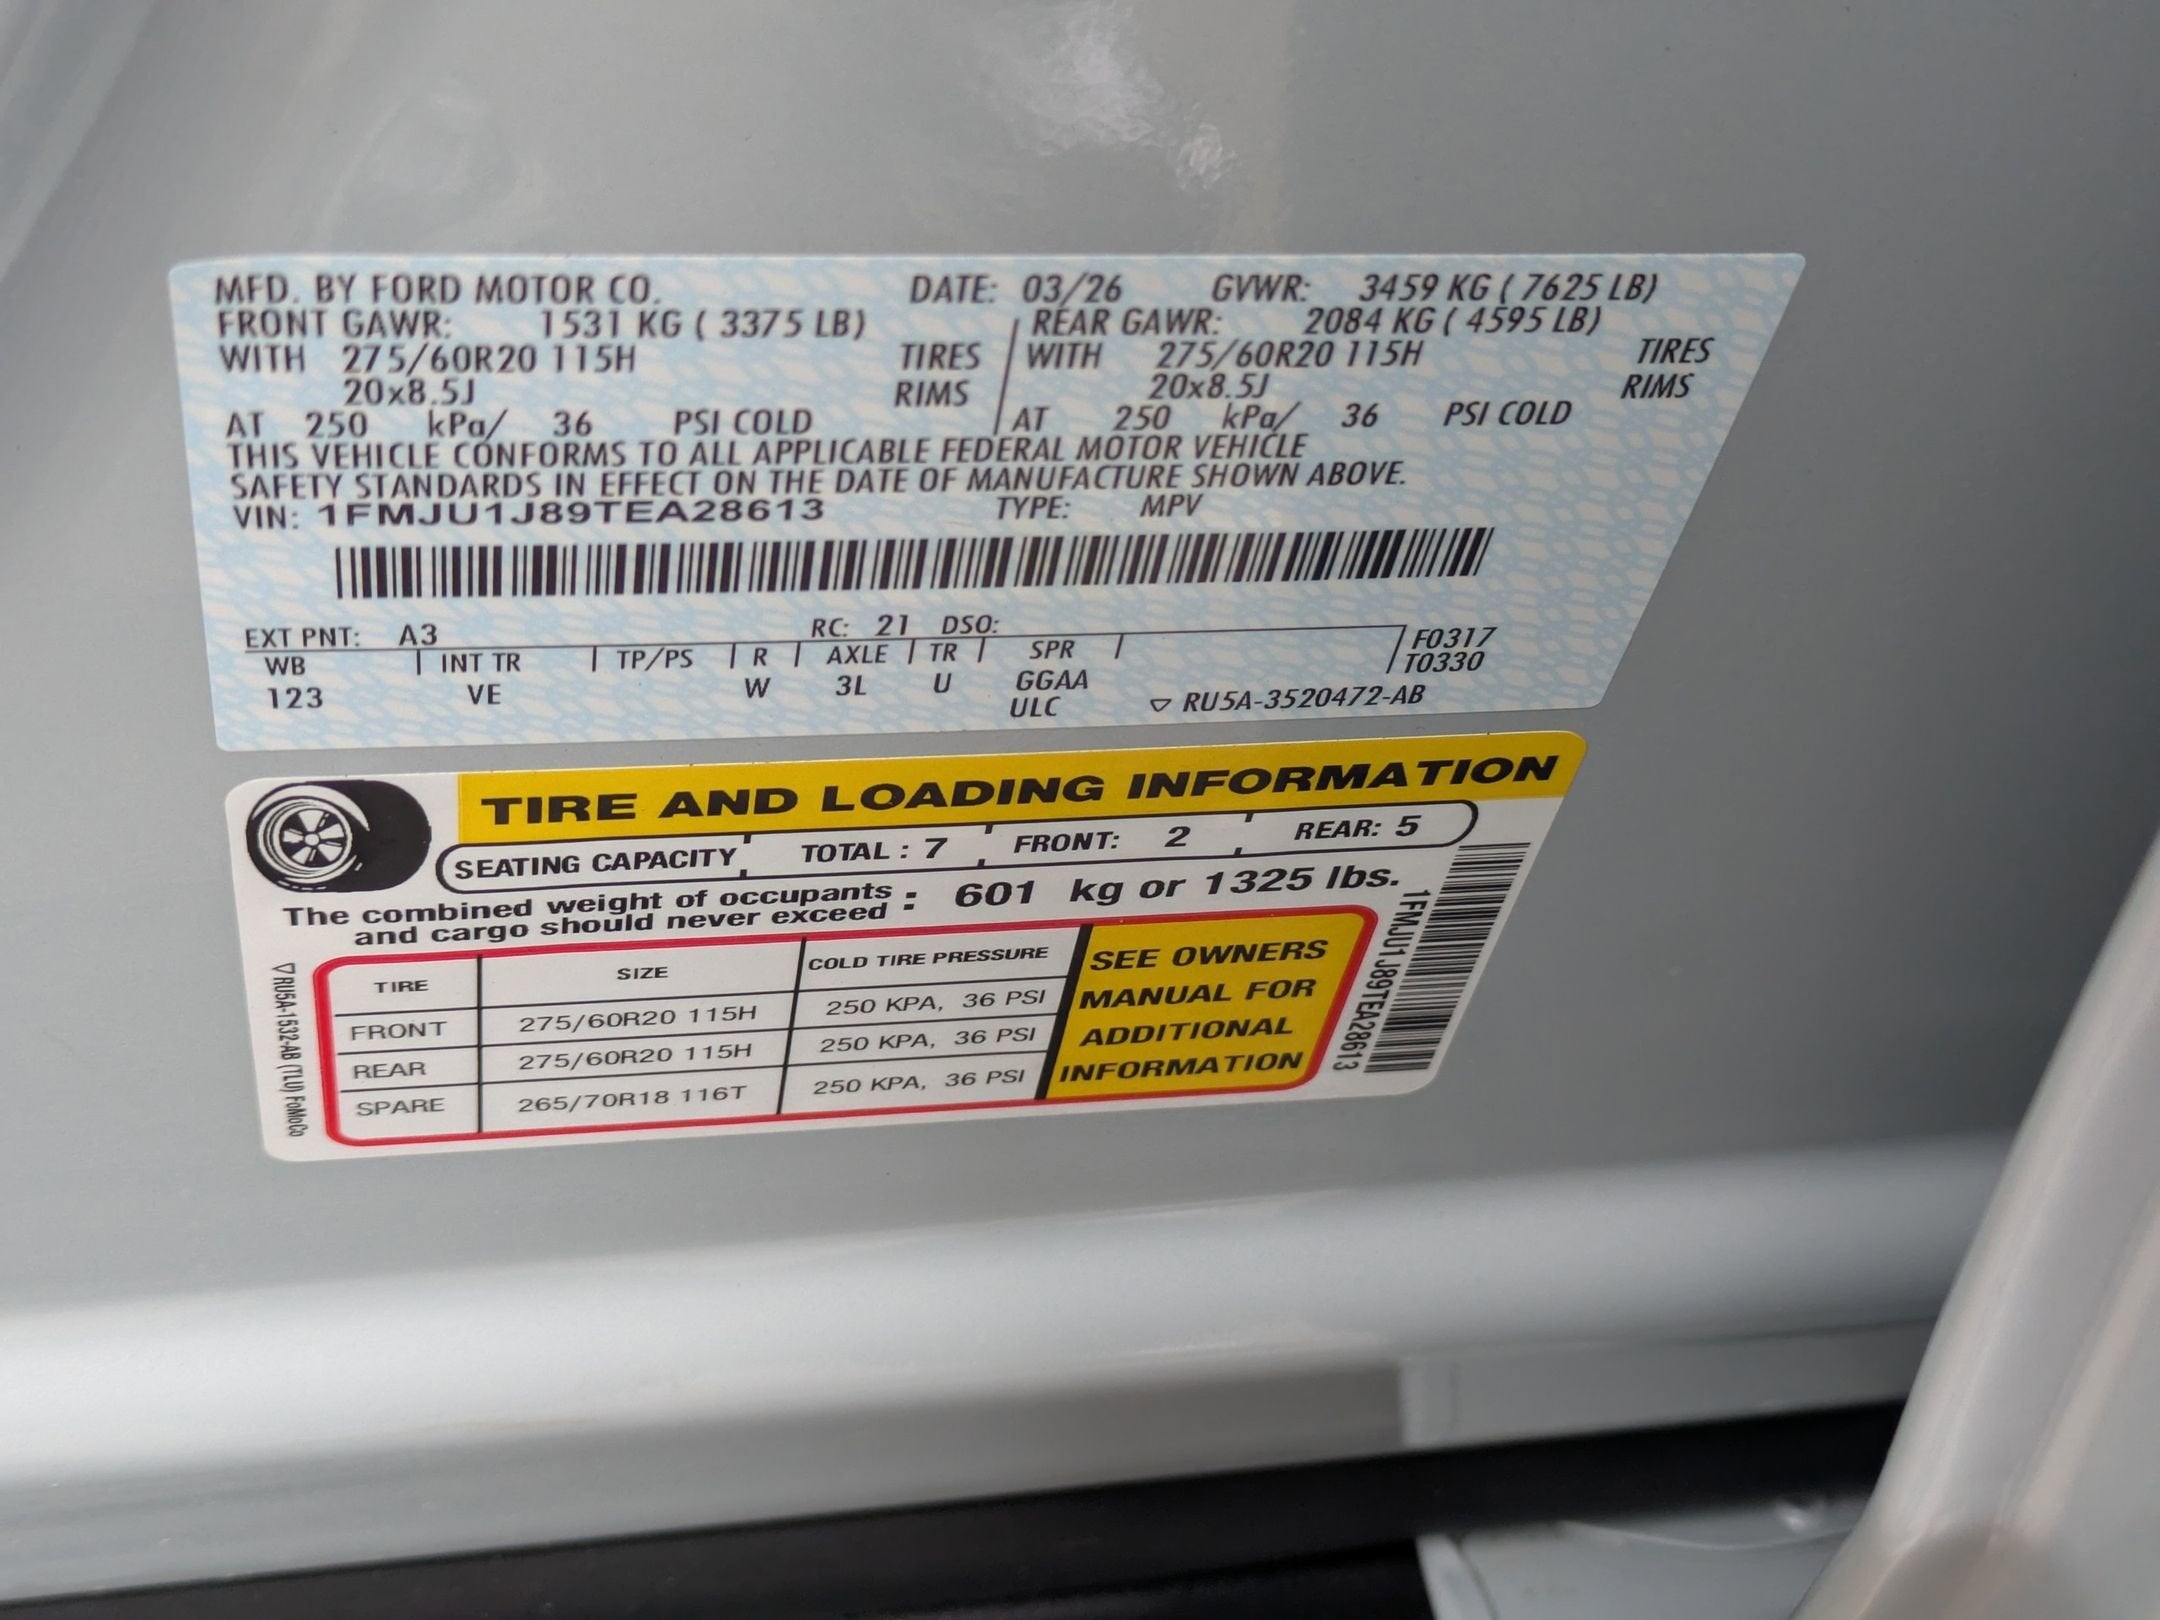 MFD. BY FORD MOTOR CO. DATE: 03/26 GVWR: 3459 KG ( 7625 LB)
FRONT GAWR: 1531 KG ( 3375 LB) REAR GAWR: 2084 KG ( 4595 LB)
WITH 275/60R20 115H TIRES WITH 275/60R20 115H TIRES
20x8.5J RIMS 20x8.5J RIMS
AT 250 kPa/ 36 PSI COLD AT 250 kPa/ 36 PSI COLD
THIS VEHICLE CONFORMS TO ALL APPLICABLE FEDERAL MOTOR VEHICLE
SAFETY STANDARDS IN EFFECT ON THE DATE OF MANUFACTURE SHOWN ABOVE.
VIN: 1FMJU1J89TEA28613 TYPE: MPV
EXT PNT: A3 RC: 21 DSO:
WB INT TR TP/PS R AXLE TR SPR F0317
T0330
123 VE W 3L U GGAA
ULC ▽ RU5A-3520472-AB
TIRE AND LOADING INFORMATION
SEATING CAPACITY TOTAL : 7 FRONT: 2 REAR: 5
The combined weight of occupants
and cargo should never exceed : 601 kg or 1325 lbs.
TIRE SIZE COLD TIRE PRESSURE
FRONT 275/60R20 115H 250 KPA, 36 PSI
REAR 275/60R20 115H 250 KPA, 36 PSI
SPARE 265/70R18 116T 250 KPA, 36 PSI
SEE OWNERS
MANUAL FOR
ADDITIONAL
INFORMATION
1FMJU1J89TEA28613
▽RU5A-1532-AB (TLU) FoMoCo